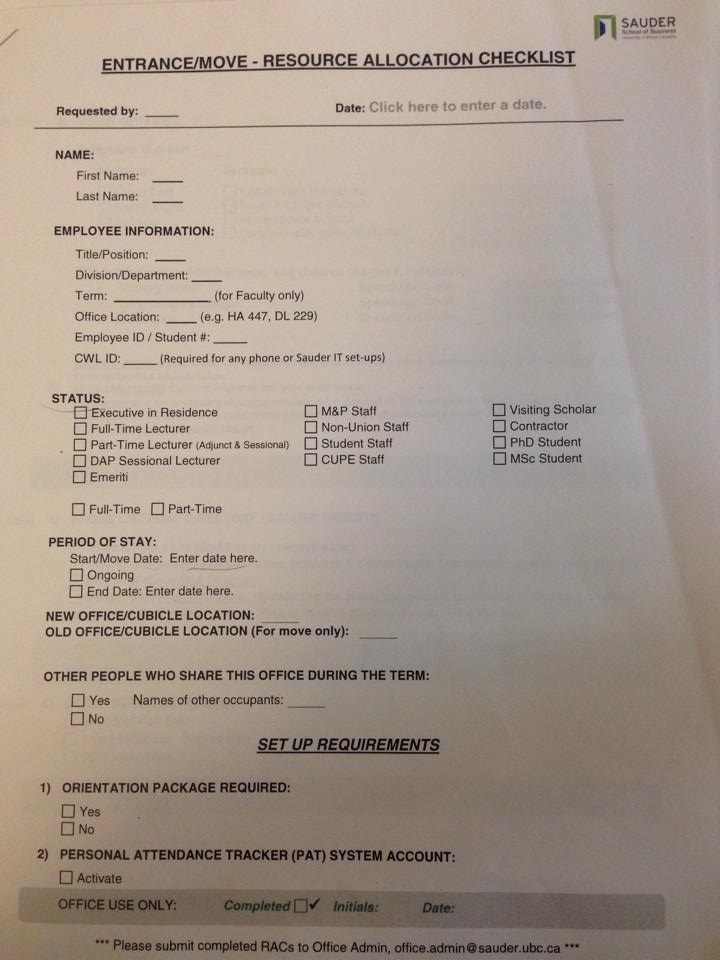 SAUDER
School of Business
University of British Columbia
ENTRANCE/MOVE - RESOURCE ALLOCATION CHECKLIST
Requested by: _____ Date: Click here to enter a date.
NAME:
First Name: ____
Last Name: ____
EMPLOYEE INFORMATION:
Title/Position: ____
Division/Department: ____
Term: _____________ (for Faculty only)
Office Location: ____ (e.g. HA 447, DL 229)
Employee ID / Student #: ____
CWL ID: ____ (Required for any phone or Sauder IT set-ups)
STATUS:
☐ Executive in Residence ☐ M&P Staff ☐ Visiting Scholar
☐ Full-Time Lecturer ☐ Non-Union Staff ☐ Contractor
☐ Part-Time Lecturer (Adjunct & Sessional) ☐ Student Staff ☐ PhD Student
☐ DAP Sessional Lecturer ☐ CUPE Staff ☐ MSc Student
☐ Emeriti
☐ Full-Time ☐ Part-Time
PERIOD OF STAY:
Start/Move Date: Enter date here.
☐ Ongoing
☐ End Date: Enter date here.
NEW OFFICE/CUBICLE LOCATION: _____
OLD OFFICE/CUBICLE LOCATION (For move only): _____
OTHER PEOPLE WHO SHARE THIS OFFICE DURING THE TERM:
☐ Yes Names of other occupants: _____
☐ No
SET UP REQUIREMENTS
1) ORIENTATION PACKAGE REQUIRED:
☐ Yes
☐ No
2) PERSONAL ATTENDANCE TRACKER (PAT) SYSTEM ACCOUNT:
☐ Activate
OFFICE USE ONLY: Completed ☐✓ Initials: Date:
*** Please submit completed RACs to Office Admin, office.admin@sauder.ubc.ca ***